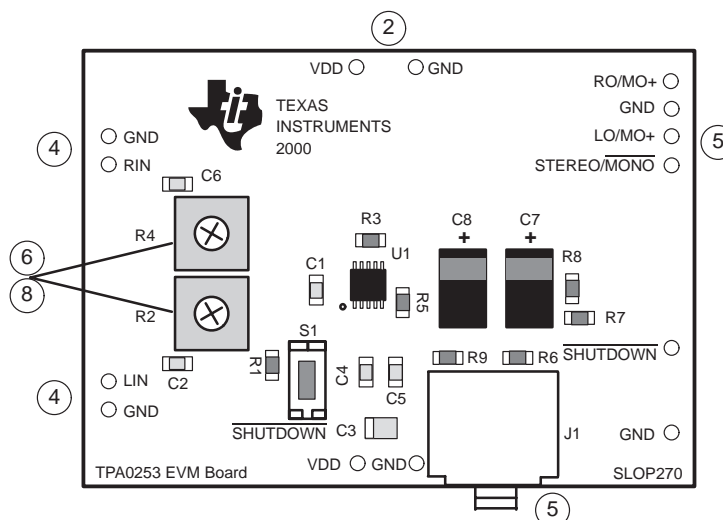 2
VDD
GND
RO/MO+
GND
LO/MO+
STEREO/MONO
5
TEXAS
INSTRUMENTS
2000
4
GND
RIN
C6
R4
6
8
R2
C2
R3
U1
C1
R5
C8
+
C7
+
R8
R7
S1
R1
C4
C5
R9
R6
SHUTDOWN
4
LIN
GND
SHUTDOWN
C3
J1
GND
VDD
GND
TPA0253 EVM Board
SLOP270
5